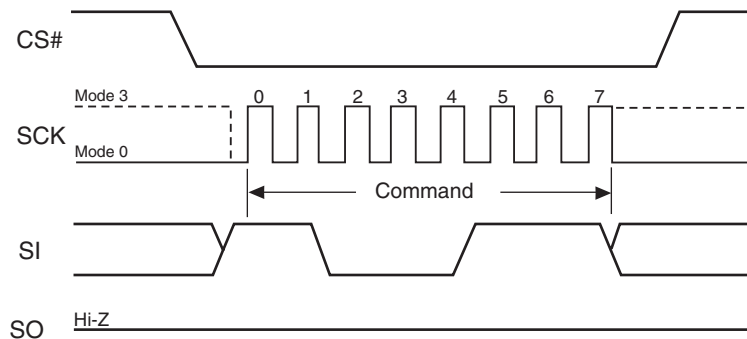 CS#
Mode 3
0 1 2 3 4 5 6 7
SCK
Mode 0
Command
SI
Hi-Z
SO